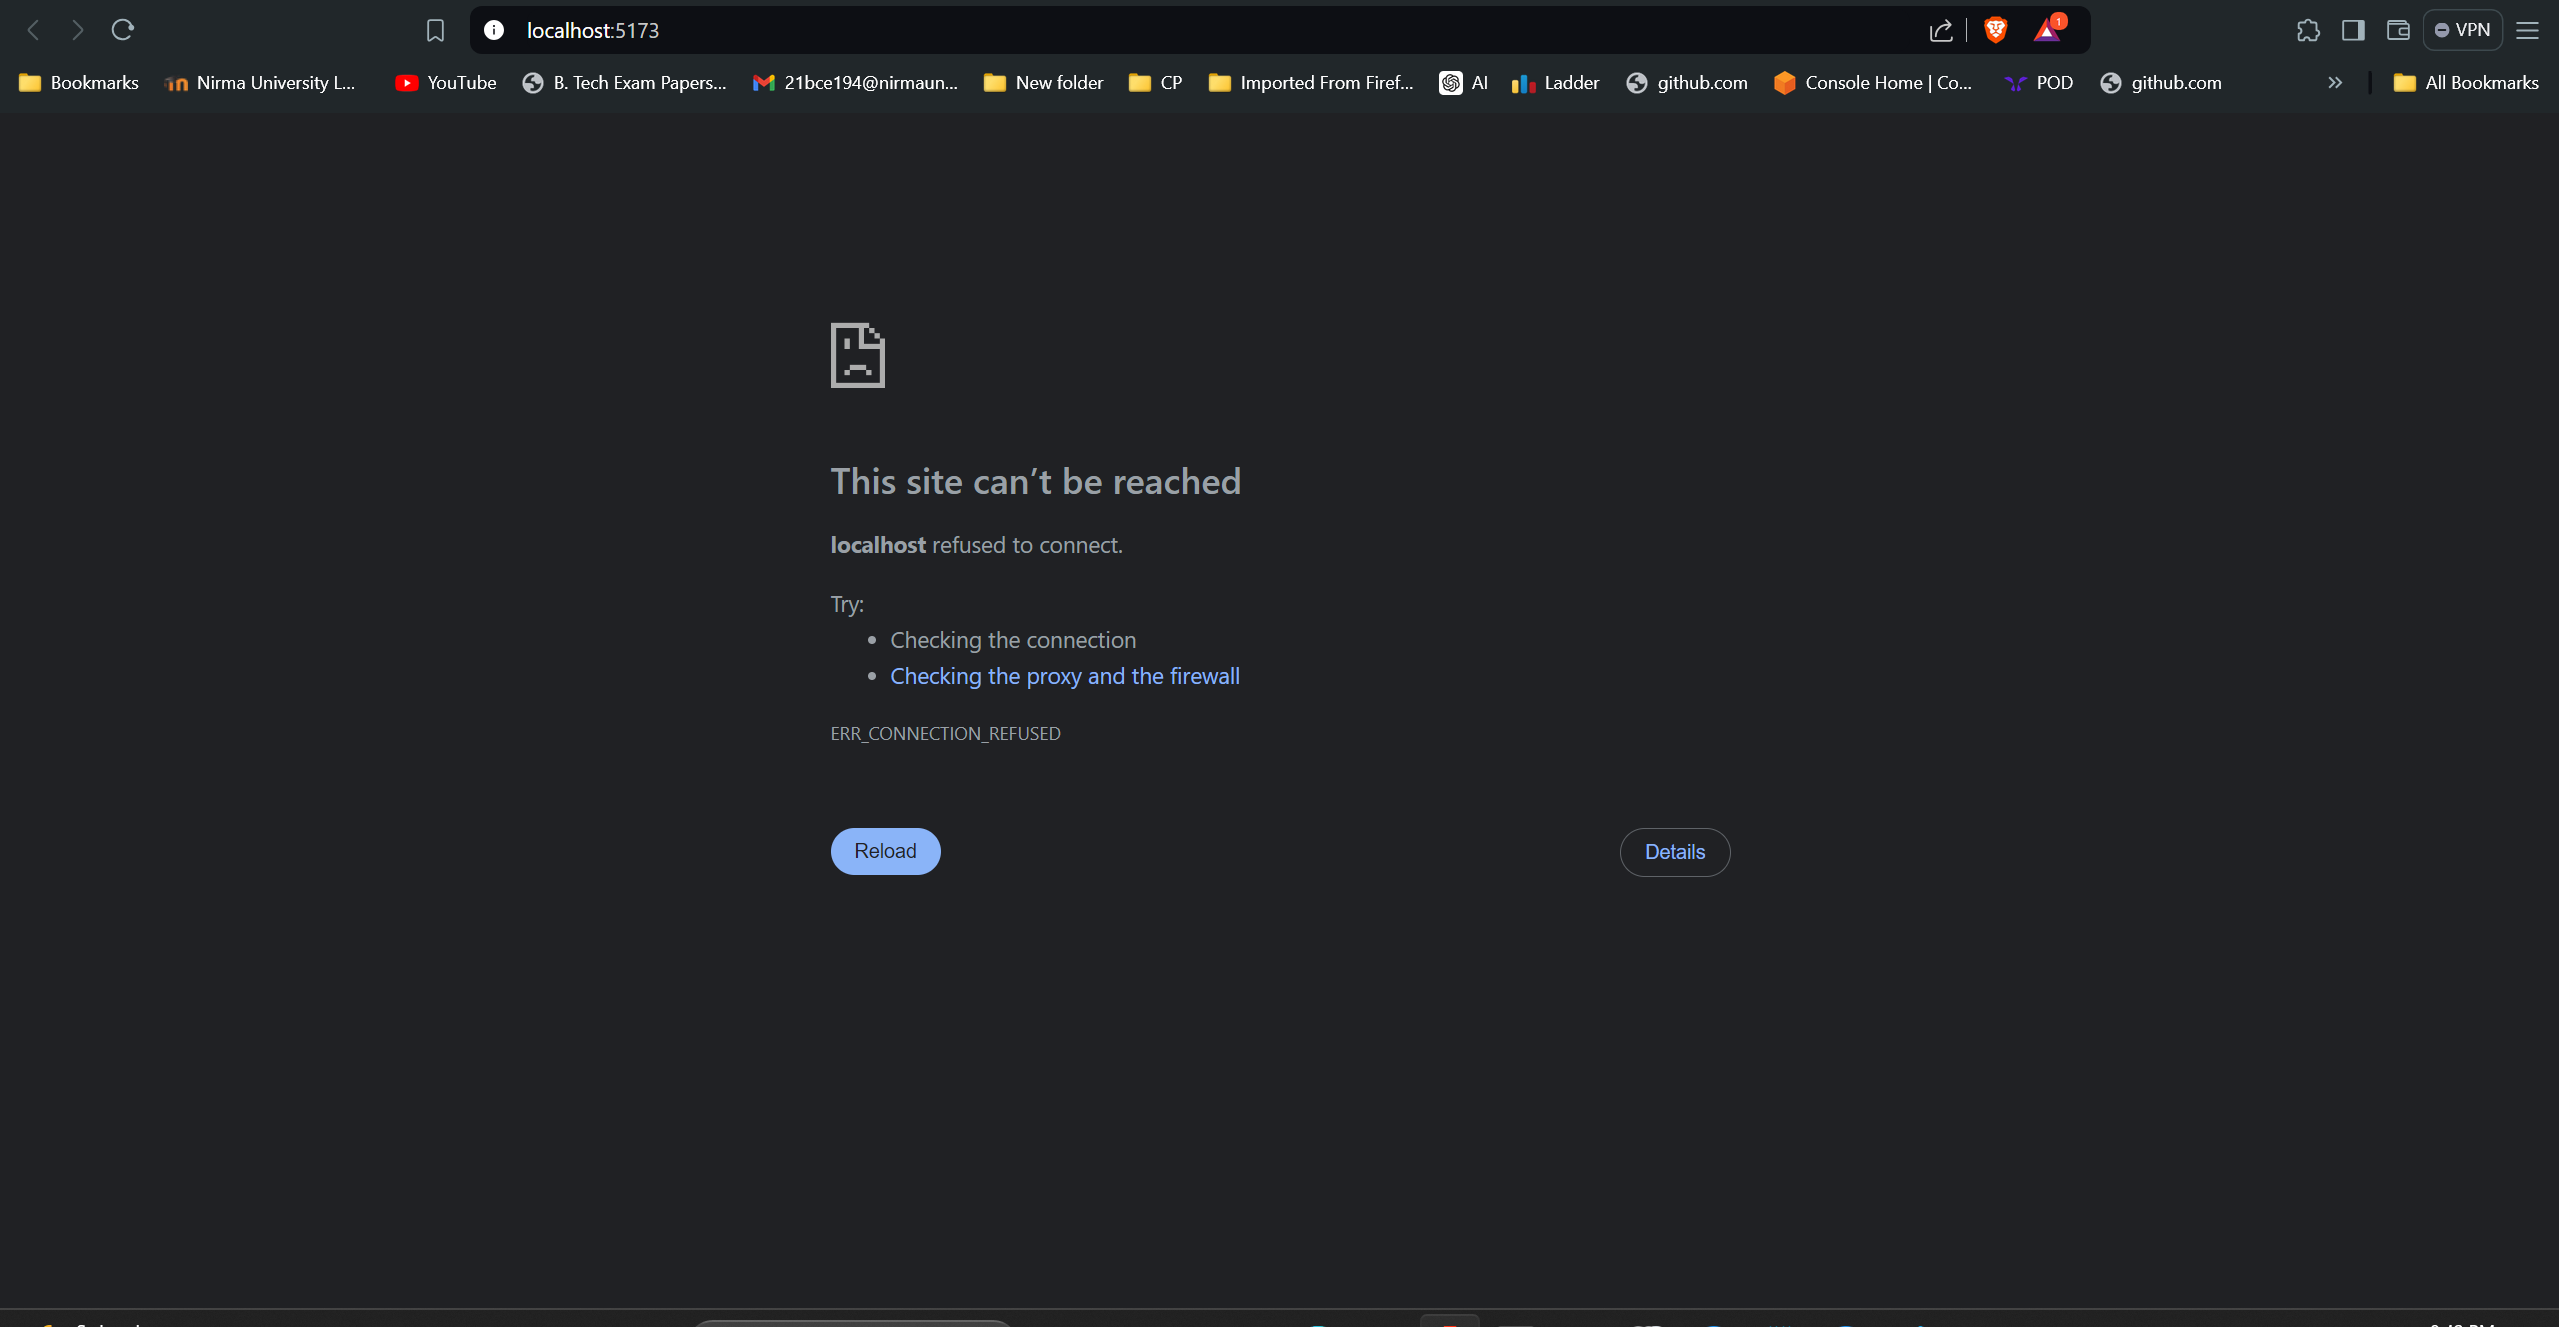 localhost:5173
1
VPN
Bookmarks Nirma University L... YouTube B. Tech Exam Papers... 21bce194@nirmaun... New folder CP Imported From Firef... AI Ladder github.com Console Home | Co... POD github.com » All Bookmarks
This site can’t be reached
localhost refused to connect.
Try:
• Checking the connection
• Checking the proxy and the firewall
ERR_CONNECTION_REFUSED
Reload
Details